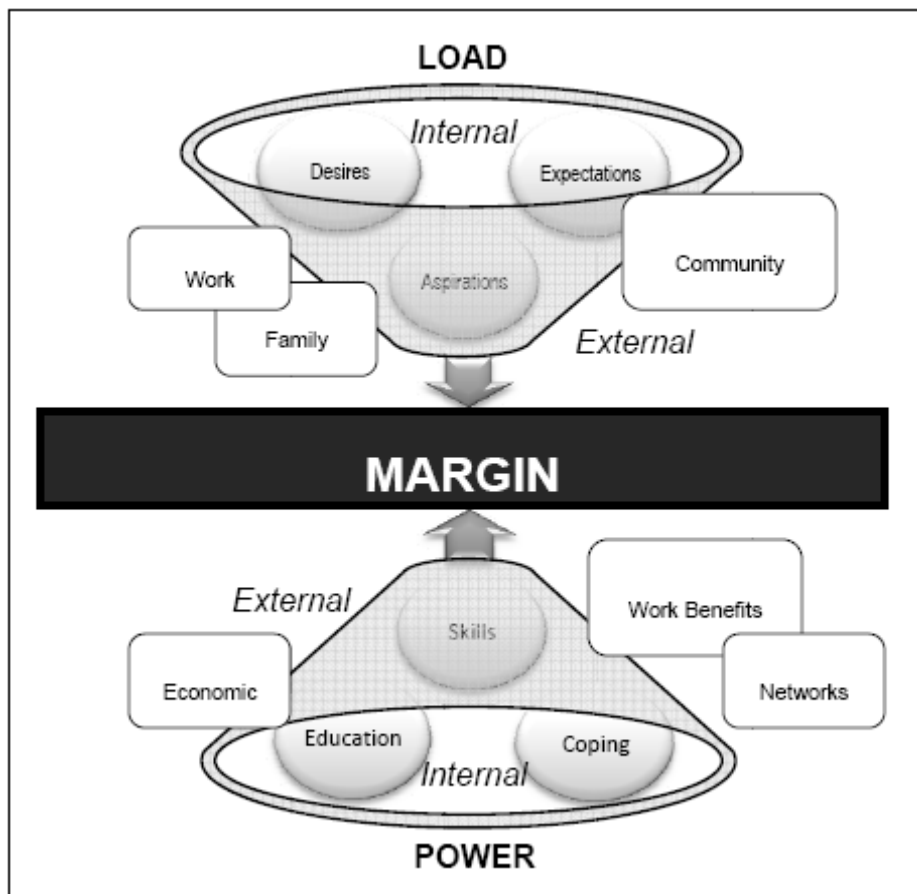 LOAD
Internal
Desires
Expectations
Community
Work
Aspirations
Family
External
MARGIN
External
Skills
Work Benefits
Economic
Networks
Education
Coping
Internal
POWER